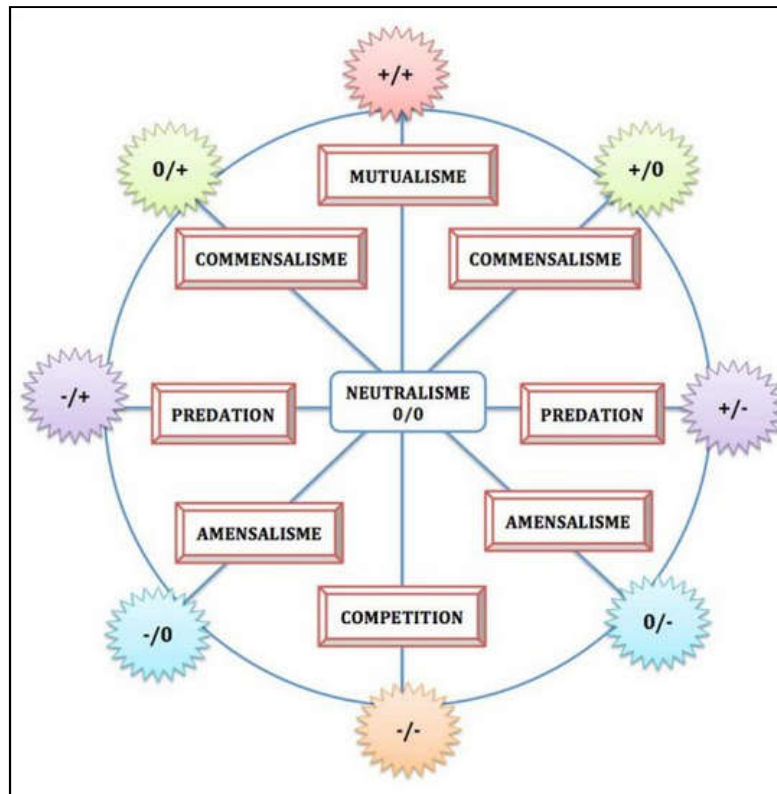 +/+
0/+
+/0
MUTUALISME
COMMENSALISME
COMMENSALISME
-/+
PREDATION
NEUTRALISME
0/0
PREDATION
+/-
AMENSALISME
AMENSALISME
-/0
COMPETITION
0/-
-/-